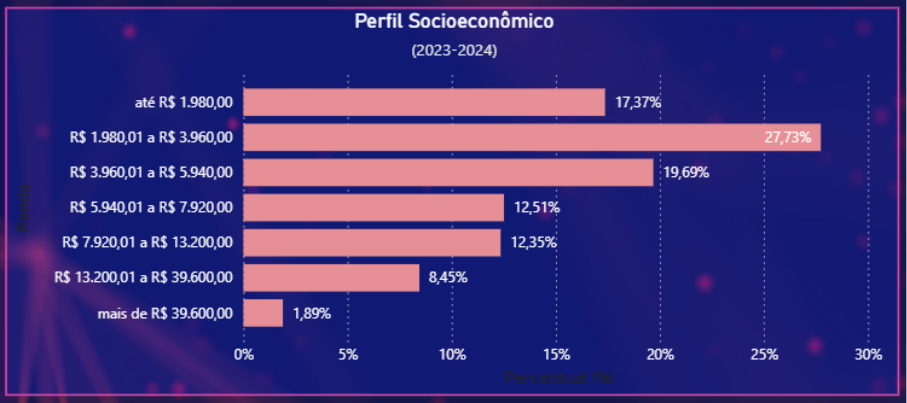 Perfil Socioeconômico
(2023-2024)
até R$ 1.980,00
17,37%
R$ 1.980,01 a R$ 3.960,00
27,73%
R$ 3.960,01 a R$ 5.940,00
19,69%
R$ 5.940,01 a R$ 7.920,00
12,51%
R$ 7.920,01 a R$ 13.200,00
12,35%
R$ 13.200,01 a R$ 39.600,00
8,45%
mais de R$ 39.600,00
1,89%
0% 5% 10% 15% 20% 25% 30%
Renda
Percentual (%)